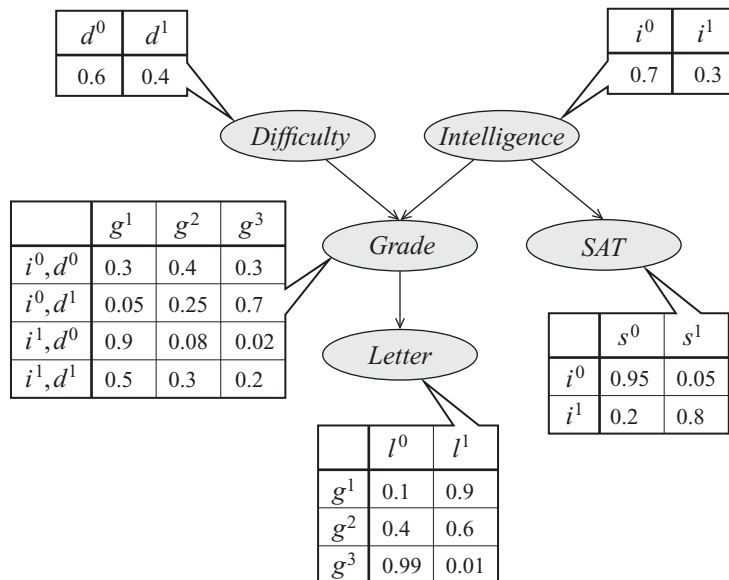 d⁰ d¹
0.6 0.4
i⁰ i¹
0.7 0.3
Difficulty
Intelligence
g¹ g² g³
i⁰,d⁰ 0.3 0.4 0.3
i⁰,d¹ 0.05 0.25 0.7
i¹,d⁰ 0.9 0.08 0.02
i¹,d¹ 0.5 0.3 0.2
Grade
SAT
Letter
s⁰ s¹
i⁰ 0.95 0.05
i¹ 0.2 0.8
l⁰ l¹
g¹ 0.1 0.9
g² 0.4 0.6
g³ 0.99 0.01